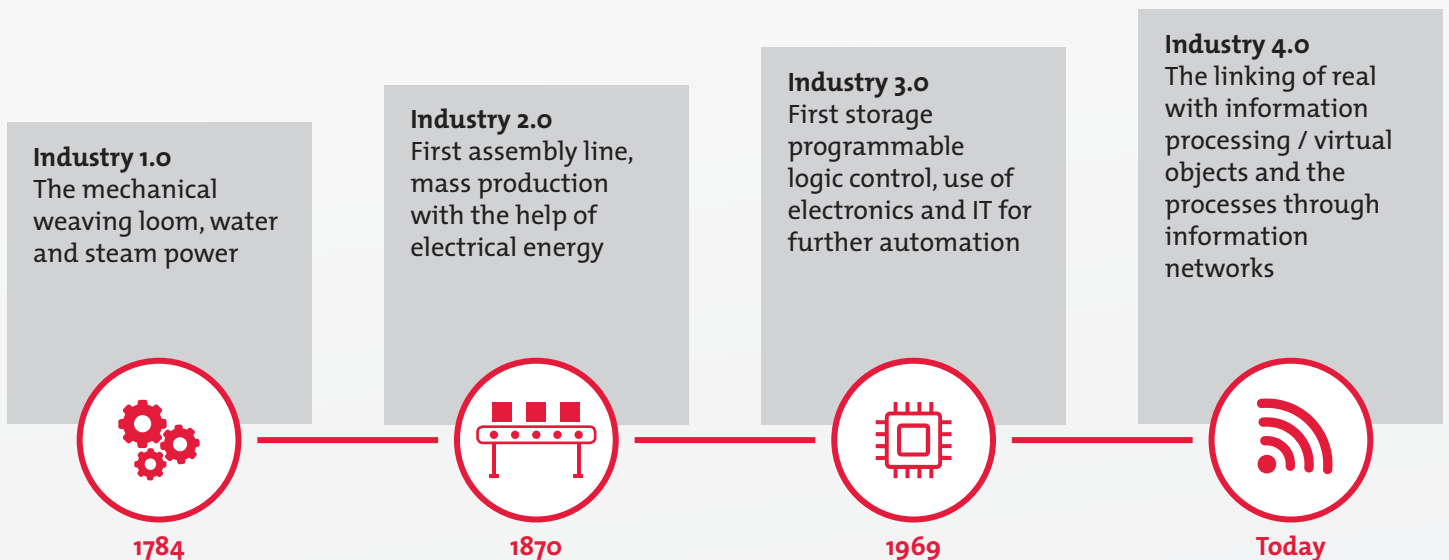 Industry 1.0
The mechanical
weaving loom, water
and steam power
1784
Industry 2.0
First assembly line,
mass production
with the help of
electrical energy
1870
Industry 3.0
First storage
programmable
logic control, use of
electronics and IT for
further automation
1969
Industry 4.0
The linking of real
with information
processing / virtual
objects and the
processes through
information
networks
Today